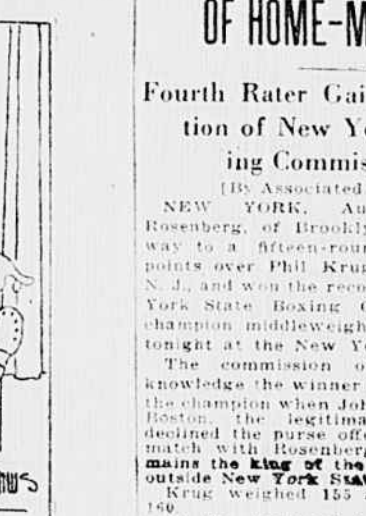 OF HOME-M
Fourth Rater Gai
tion of New Yo
ing Commis
[By Associated
NEW YORK, Au
Rosenberg, of Brookly
way to a fifteen-roun
points over Phil Krug
N. J., and won the reco
York State Boxing C
champion middleweigh
tonight at the New Yo
The commission o
knowledge the winner
the champion when Joh
Boston, the legitima
declined the purse offe
match with Rosenberg
mains the king of the
outside New York Stat
Krug weighed 155
160.